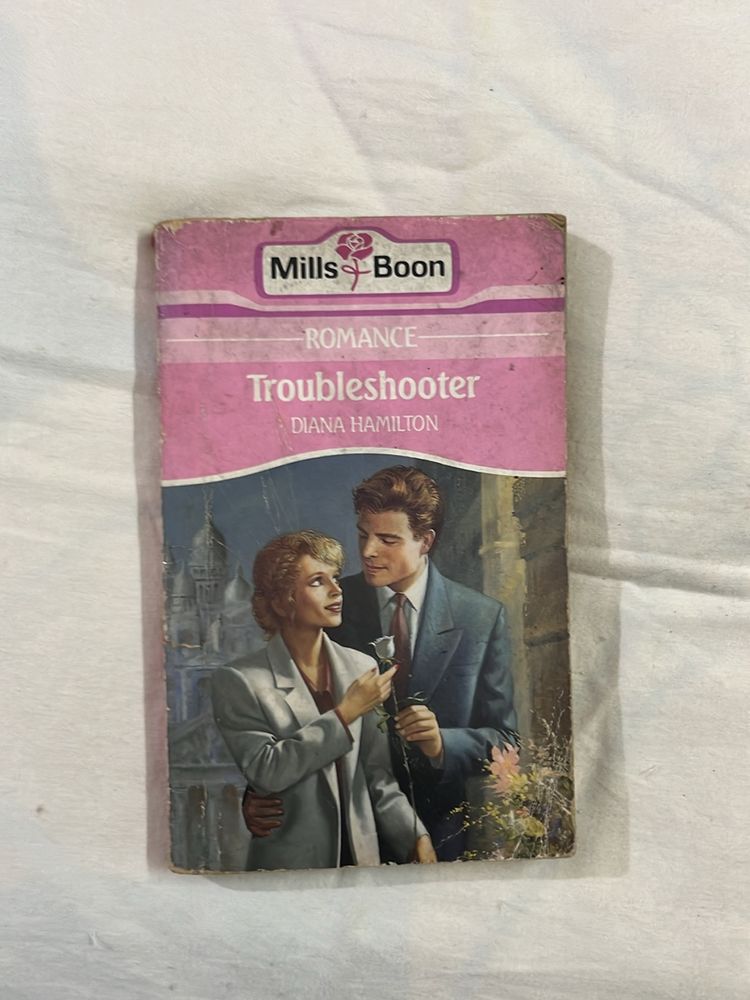 Mills & Boon
ROMANCE
Troubleshooter
DIANA HAMILTON